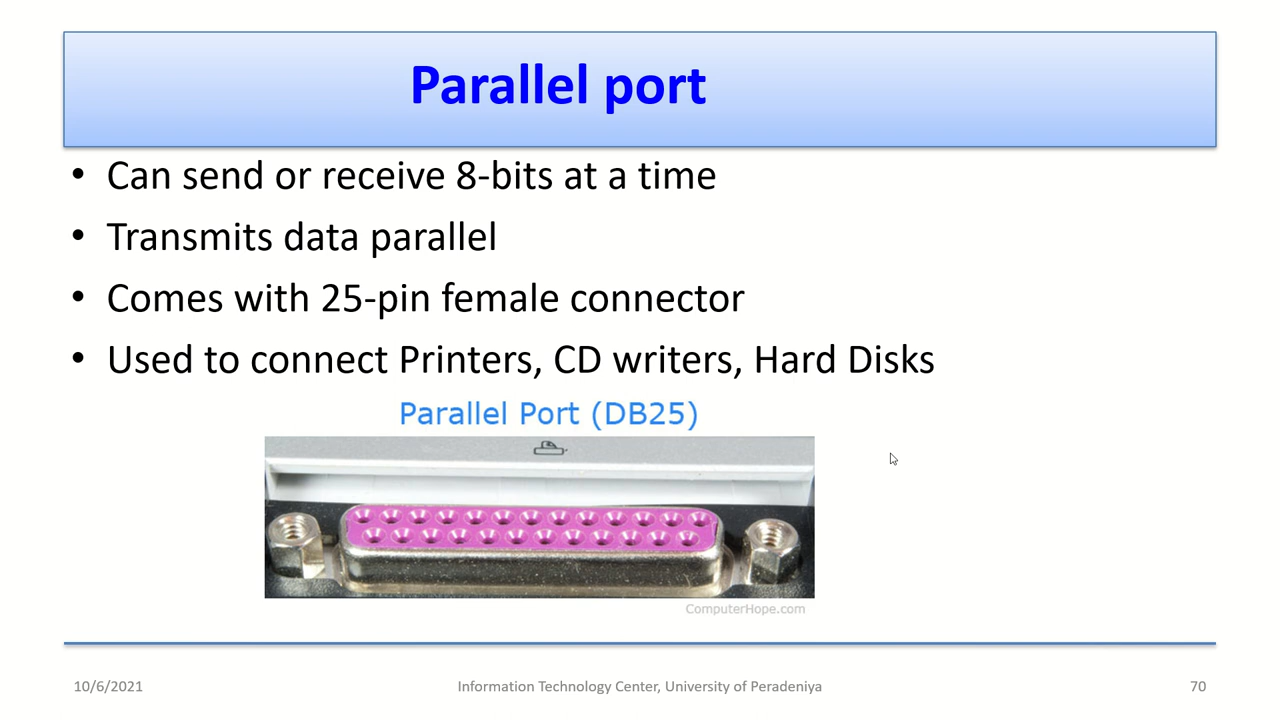 Parallel port
• Can send or receive 8-bits at a time
• Transmits data parallel
• Comes with 25-pin female connector
• Used to connect Printers, CD writers, Hard Disks
Parallel Port (DB25)
ComputerHope.com
10/6/2021 Information Technology Center, University of Peradeniya 70